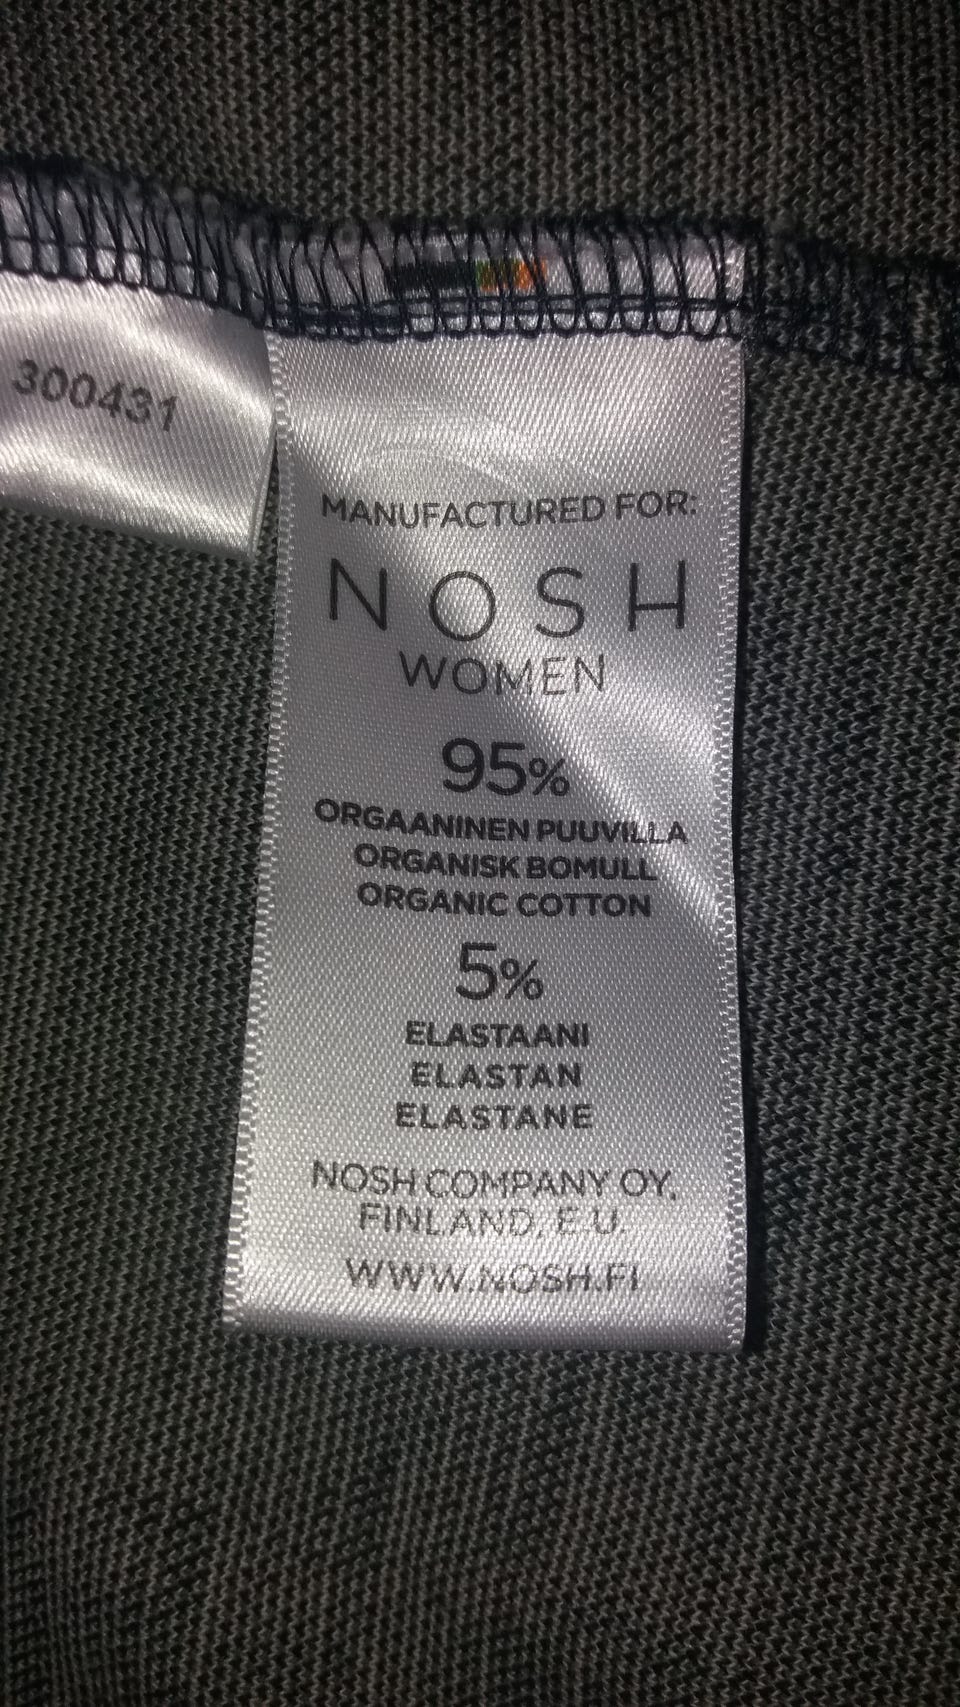 300431
MANUFACTURED FOR:
NOSH
WOMEN
95%
ORGAANINEN PUUVILLA
ORGANISK BOMULL
ORGANIC COTTON
5%
ELASTAANI
ELASTAN
ELASTANE
NOSH COMPANY OY,
FINLAND, E.U.
WWW.NOSH.FI